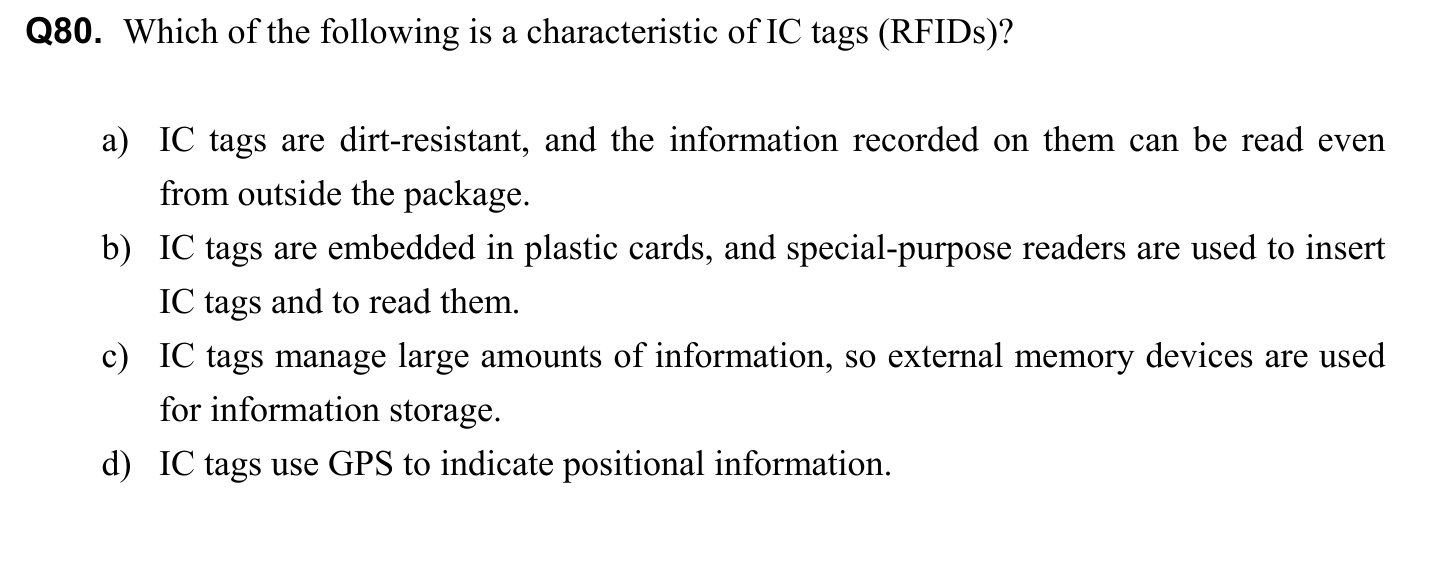 Q80. Which of the following is a characteristic of IC tags (RFIDs)?
a) IC tags are dirt-resistant, and the information recorded on them can be read even
from outside the package.
b) IC tags are embedded in plastic cards, and special-purpose readers are used to insert
IC tags and to read them.
c) IC tags manage large amounts of information, so external memory devices are used
for information storage.
d) IC tags use GPS to indicate positional information.